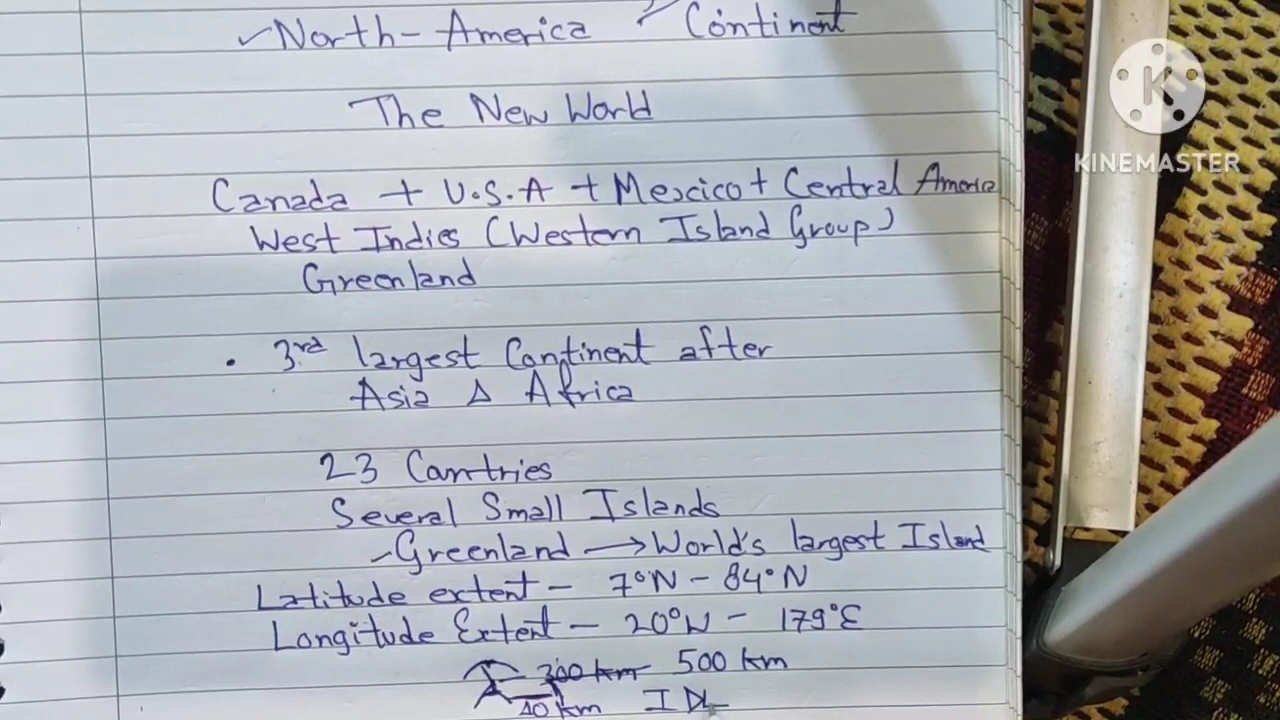 North-America Continent
The New World
Canada + U.S.A + Mexico + Central America
West Indies (Western Island Group)
Greenland
. 3rd largest Continent after
Asia & Africa
23 Countries
Several Small Islands
- Greenland → World's largest Island
Latitude extent - 7°N - 84°N
Longitude Extent - 20°W - 179°E
300 km 500 km
40 km IDL
KINEMASTER